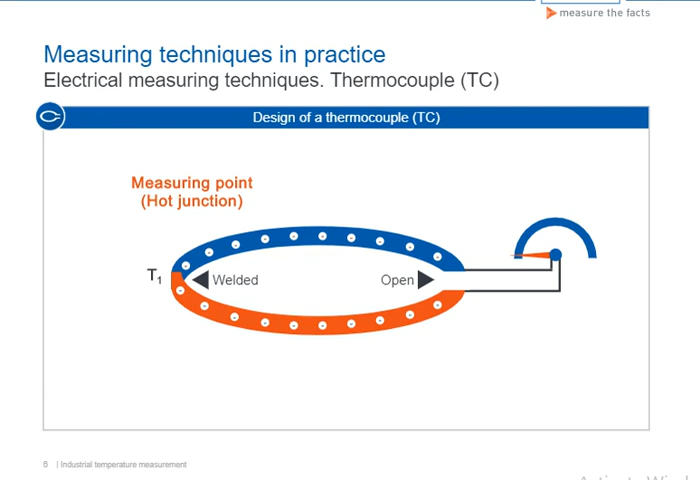 measure the facts
Measuring techniques in practice
Electrical measuring techniques. Thermocouple (TC)
Design of a thermocouple (TC)
Measuring point
(Hot junction)
T1
Welded
Open
6 | Industrial temperature measurement